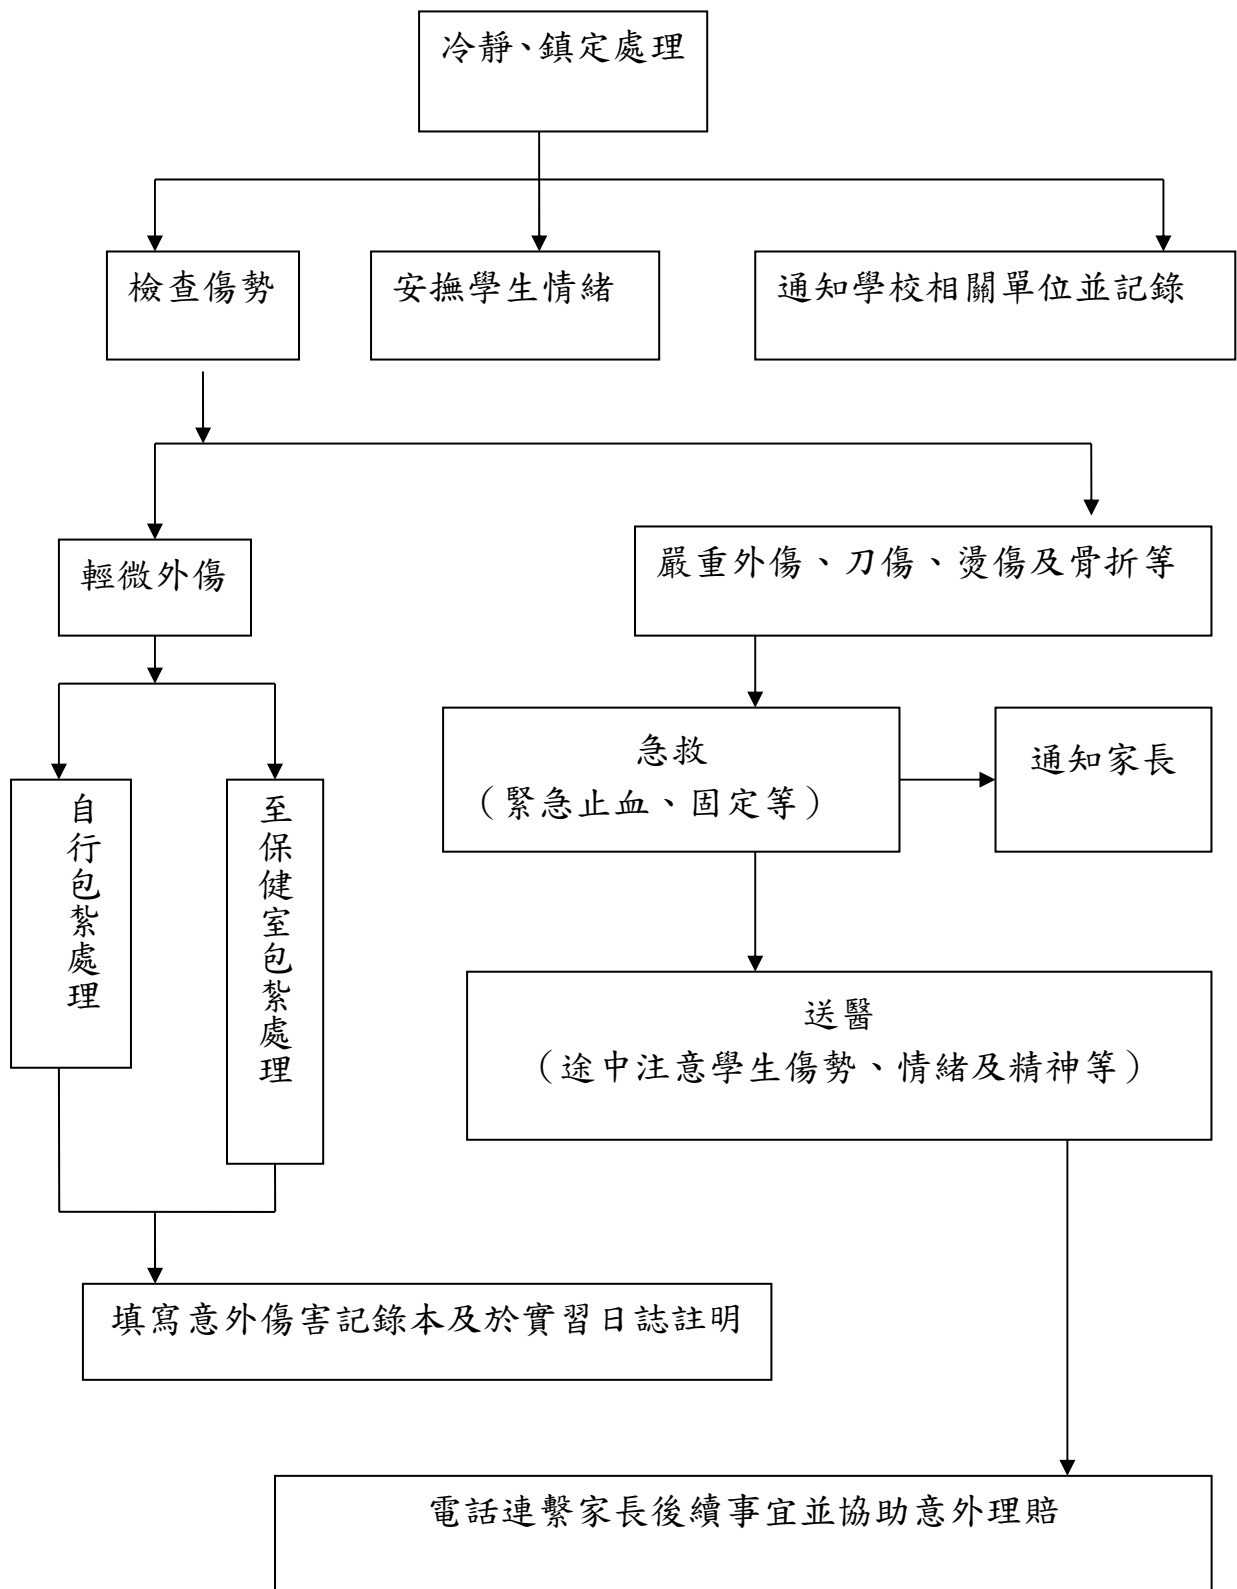 冷靜、鎮定處理
檢查傷勢
安撫學生情緒
通知學校相關單位並記錄
輕微外傷
嚴重外傷、刀傷、燙傷及骨折等
急救
（緊急止血、固定等）
通知家長
自行包紮處理
至保健室包紮處理
送醫
（途中注意學生傷勢、情緒及精神等）
填寫意外傷害記錄本及於實習日誌註明
電話連繫家長後續事宜並協助意外理賠